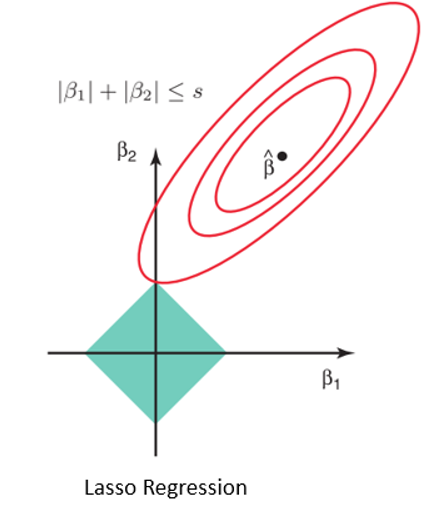 |β₁| + |β₂| ≤ s
β₂
β̂
β₁
Lasso Regression